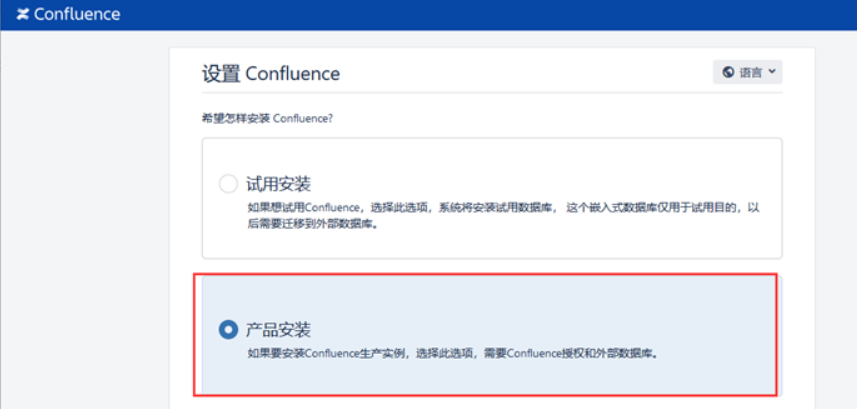 Confluence
设置 Confluence
语言
希望怎样安装 Confluence?
试用安装
如果想试用Confluence，选择此选项，系统将安装试用数据库， 这个嵌入式数据库仅用于试用目的，以
后需要迁移到外部数据库。
产品安装
如果要安装Confluence生产实例，选择此选项，需要Confluence授权和外部数据库。